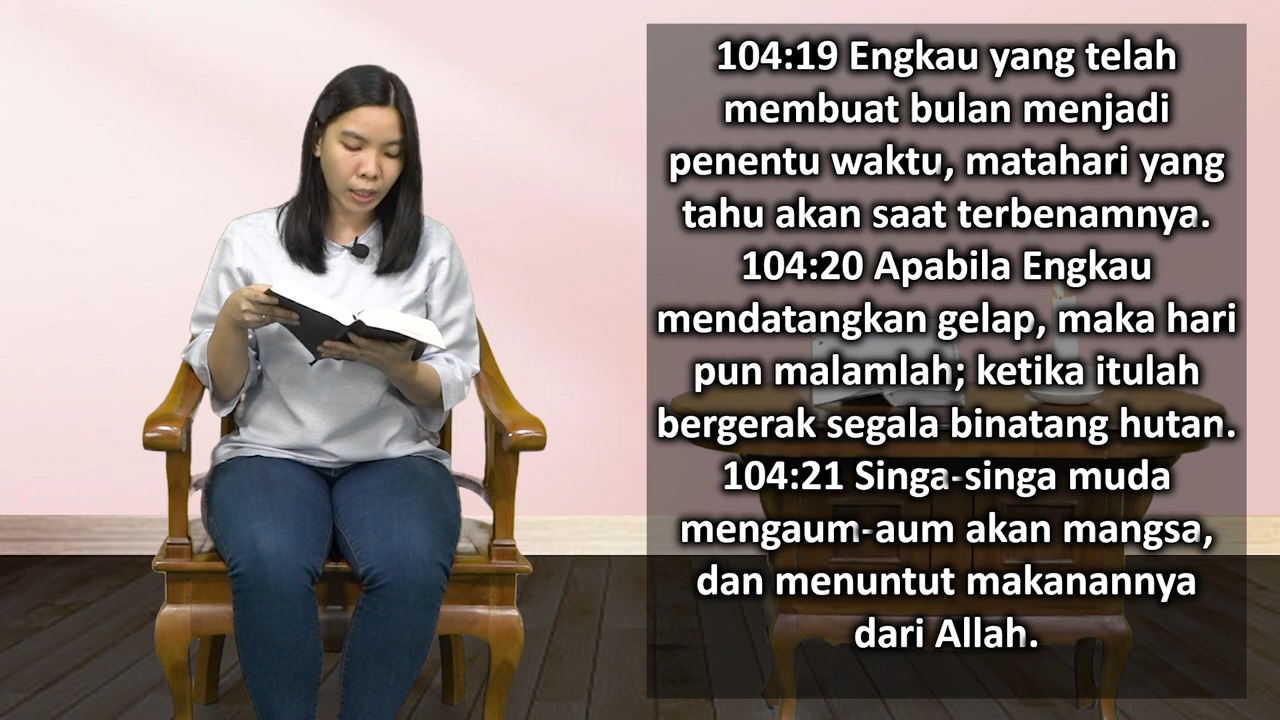 104:19 Engkau yang telah
membuat bulan menjadi
penentu waktu, matahari yang
tahu akan saat terbenamnya.
104:20 Apabila Engkau
mendatangkan gelap, maka hari
pun malamlah; ketika itulah
bergerak segala binatang hutan.
104:21 Singa-singa muda
mengaum-aum akan mangsa,
dan menuntut makanannya
dari Allah.